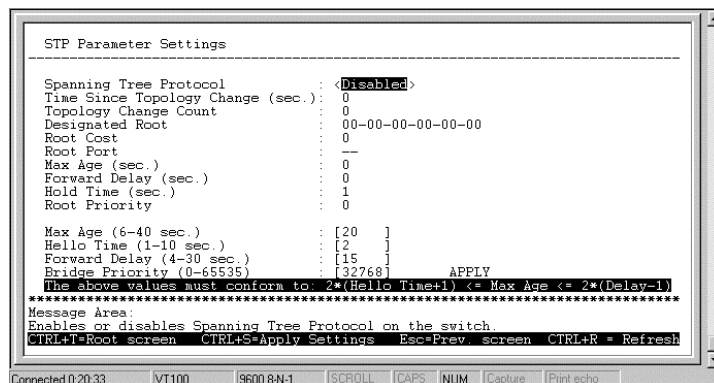 STP Parameter Settings
Spanning Tree Protocol : <Disabled>
Time Since Topology Change (sec.): 0
Topology Change Count : 0
Designated Root : 00-00-00-00-00-00
Root Cost : 0
Root Port : --
Max Age (sec.) : 0
Forward Delay (sec.) : 0
Hold Time (sec.) : 1
Root Priority : 0
Max Age (6-40 sec.) : [20 ]
Hello Time (1-10 sec.) : [2 ]
Forward Delay (4-30 sec.) : [15 ]
Bridge Priority (0-65535) : [32768] APPLY
The above values must conform to: 2*(Hello Time+1) <= Max Age <= 2*(Delay-1)
Message Area:
Enables or disables Spanning Tree Protocol on the switch.
CTRL+T=Root screen CTRL+S=Apply Settings Esc=Prev. screen CTRL+R = Refresh
Connected 0:20:33 VT100 9600 8-N-1 SCROLL CAPS NUM Capture Print echo